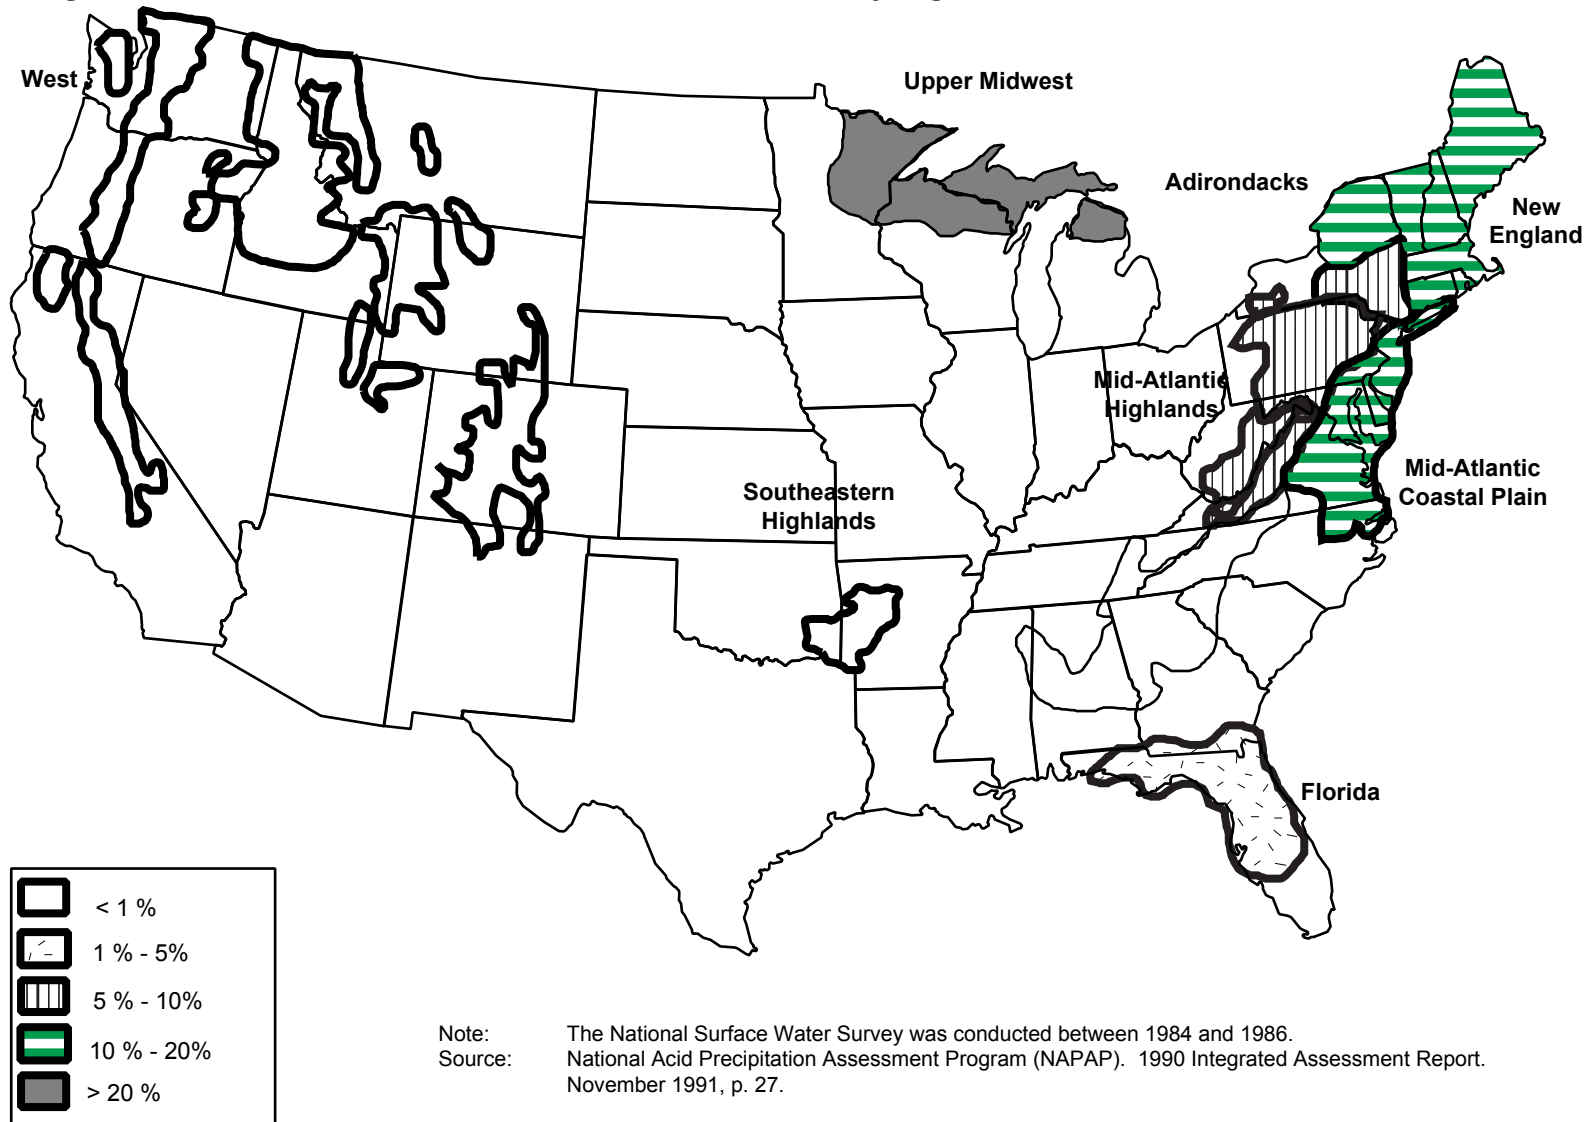 West
Upper Midwest
Adirondacks
New
England
Mid-Atlantic
Highlands
Mid-Atlantic
Coastal Plain
Southeastern
Highlands
Florida
< 1 %
1 % - 5%
5 % - 10%
10 % - 20%
> 20 %
Note: The National Surface Water Survey was conducted between 1984 and 1986.
Source: National Acid Precipitation Assessment Program (NAPAP). 1990 Integrated Assessment Report.
November 1991, p. 27.